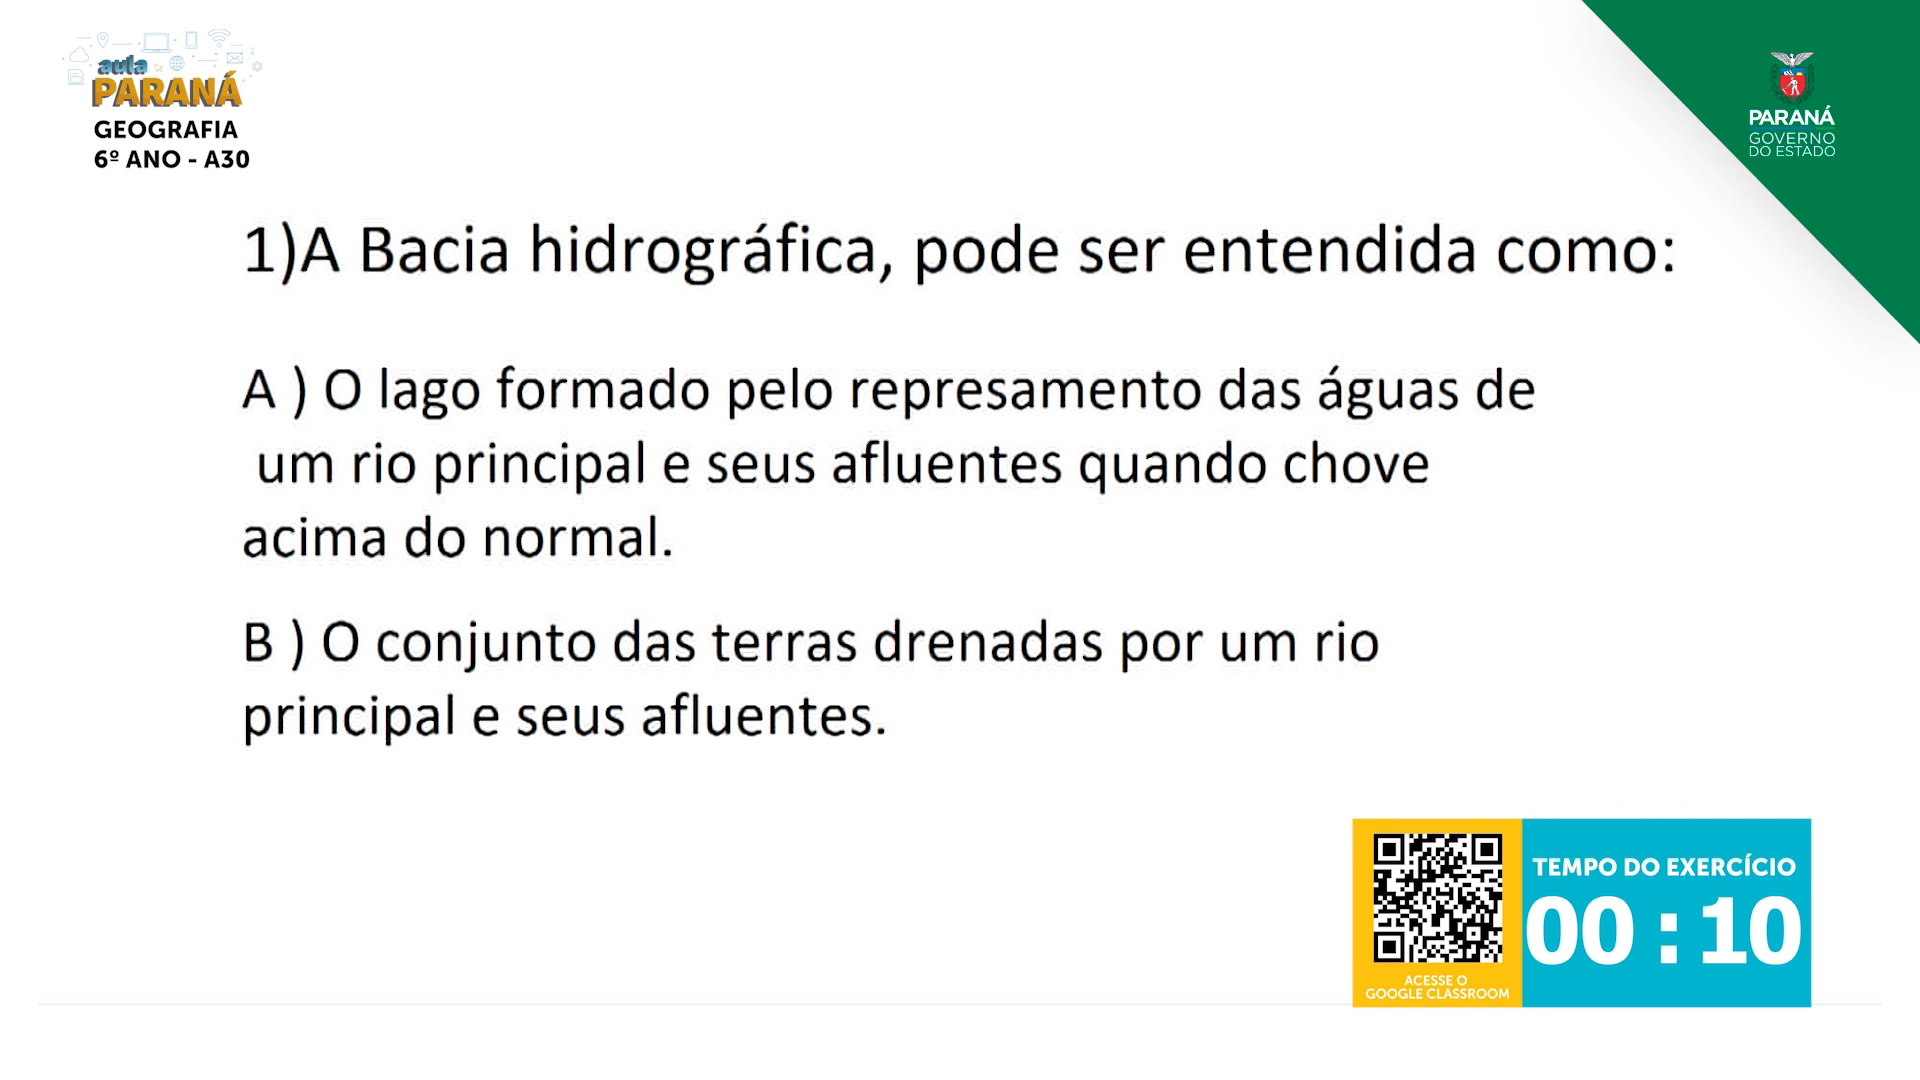 aula
PARANÁ
GEOGRAFIA
6º ANO - A30
PARANÁ
GOVERNO
DO ESTADO
1)A Bacia hidrográfica, pode ser entendida como:
A ) O lago formado pelo represamento das águas de
um rio principal e seus afluentes quando chove
acima do normal.
B ) O conjunto das terras drenadas por um rio
principal e seus afluentes.
TEMPO DO EXERCÍCIO
00 : 10
ACESSE O
GOOGLE CLASSROOM